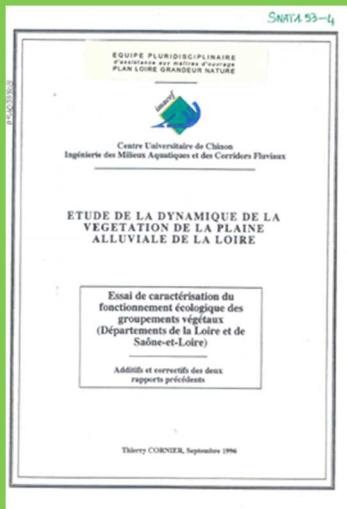 SNAT1.53-4
EQUIPE PLURIDISCIPLINAIRE
d'assistance aux maîtres d'ouvrage
PLAN LOIRE GRANDEUR NATURE
imacof
Centre Universitaire de Chinon
Ingénierie des Milieux Aquatiques et des Corridors Fluviaux
ETUDE DE LA DYNAMIQUE DE LA
VEGETATION DE LA PLAINE
ALLUVIALE DE LA LOIRE
Essai de caractérisation du
fonctionnement écologique des
groupements végétaux
(Départements de la Loire et de
Saône-et-Loire)
Additifs et correctifs des deux
rapports précédents
Thierry CORNIER, Septembre 1996